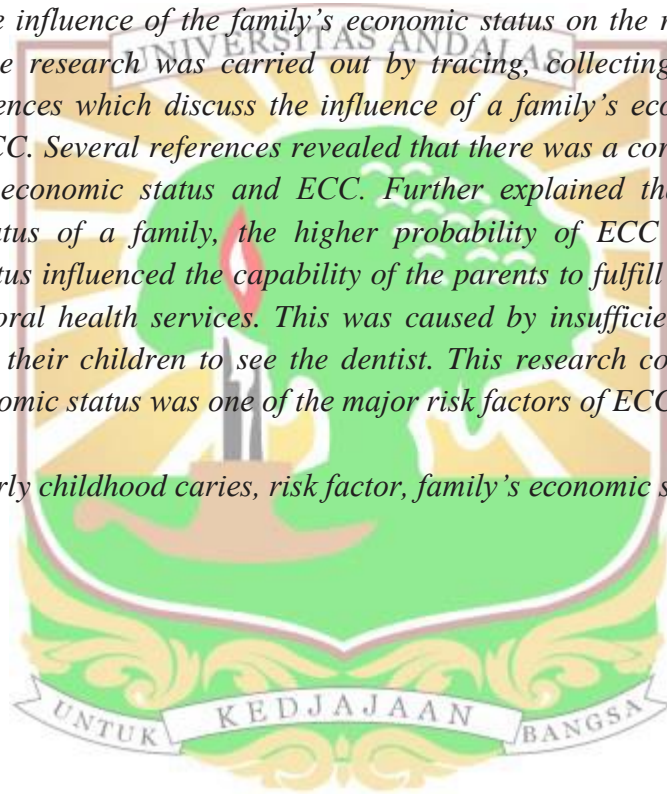 e influence of the family's economic status on the r
UNIVERSITAS ANDALAS
e research was carried out by tracing, collecting
ences which discuss the influence of a family's eco
CC. Several references revealed that there was a cor
economic status and ECC. Further explained tha
tus of a family, the higher probability of ECC
tus influenced the capability of the parents to fulfill
oral health services. This was caused by insufficie
their children to see the dentist. This research co
omic status was one of the major risk factors of ECC
rly childhood caries, risk factor, family's economic s
UNTUK KEDJAJAAN BANGSA